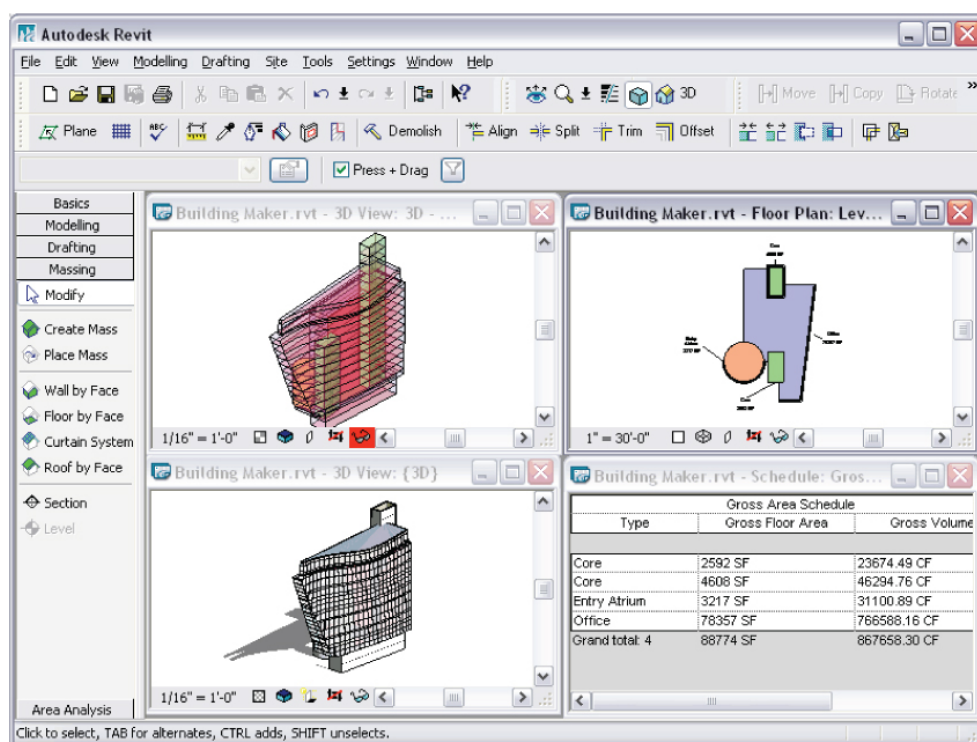 Autodesk Revit
File Edit View Modelling Drafting Site Tools Settings Window Help
3D Move Copy Rotate »
Plane ABC Demolish Align Split Trim Offset
Press + Drag
Basics
Modelling
Drafting
Massing
Modify
Create Mass
Place Mass
Wall by Face
Floor by Face
Curtain System
Roof by Face
Section
Level
Area Analysis
Building Maker.rvt - 3D View: 3D - ...
1/16" = 1'-0"
Building Maker.rvt - Floor Plan: Lev...
Core
Core
1" = 30'-0"
Building Maker.rvt - 3D View: {3D}
1/16" = 1'-0"
Building Maker.rvt - Schedule: Gros...
Gross Area Schedule
Type Gross Floor Area Gross Volume
Core 2592 SF 23674.49 CF
Core 4608 SF 46294.76 CF
Entry Atrium 3217 SF 31100.89 CF
Office 78357 SF 766588.16 CF
Grand total: 4 88774 SF 867658.30 CF
Click to select, TAB for alternates, CTRL adds, SHIFT unselects.